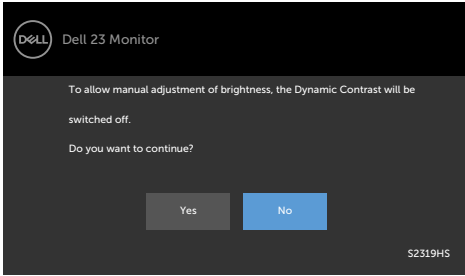 DELL Dell 23 Monitor
To allow manual adjustment of brightness, the Dynamic Contrast will be
switched off.
Do you want to continue?
Yes No
S2319HS